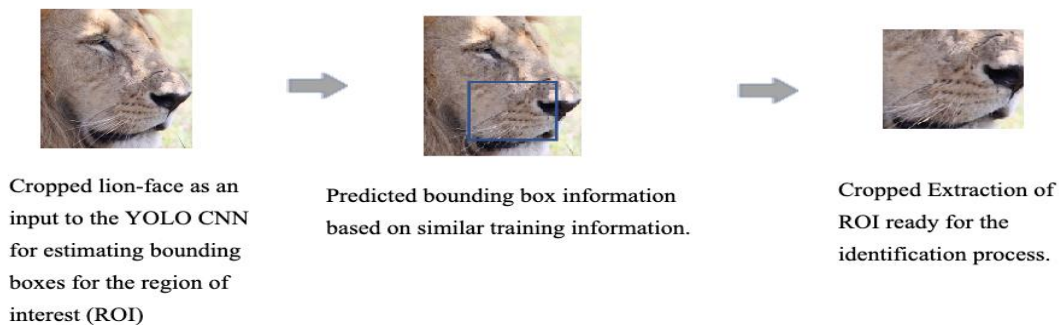 Cropped lion-face as an
input to the YOLO CNN
for estimating bounding
boxes for the region of
interest (ROI)
Predicted bounding box information
based on similar training information.
Cropped Extraction of
ROI ready for the
identification process.